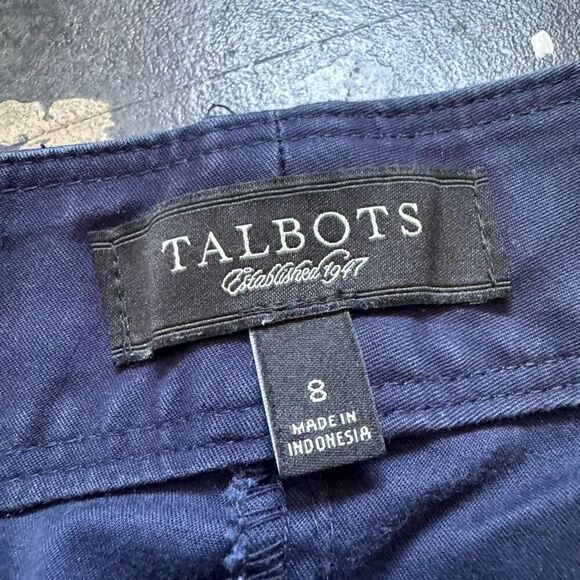 TALBOTS
Established 1947
8
MADE IN
INDONESIA